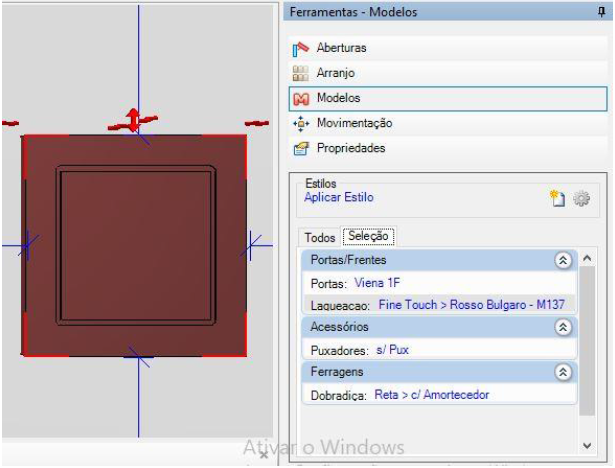 Ferramentas - Modelos
Aberturas
Arranjo
Modelos
Movimentação
Propriedades
Estilos
Aplicar Estilo
Todos Seleção
Portas/Frentes
Portas: Viena 1F
Laqueacao: Fine Touch > Rosso Bulgaro - M137
Acessórios
Puxadores: s/ Pux
Ferragens
Dobradiça: Reta > c/ Amortecedor
Ativar o Windows